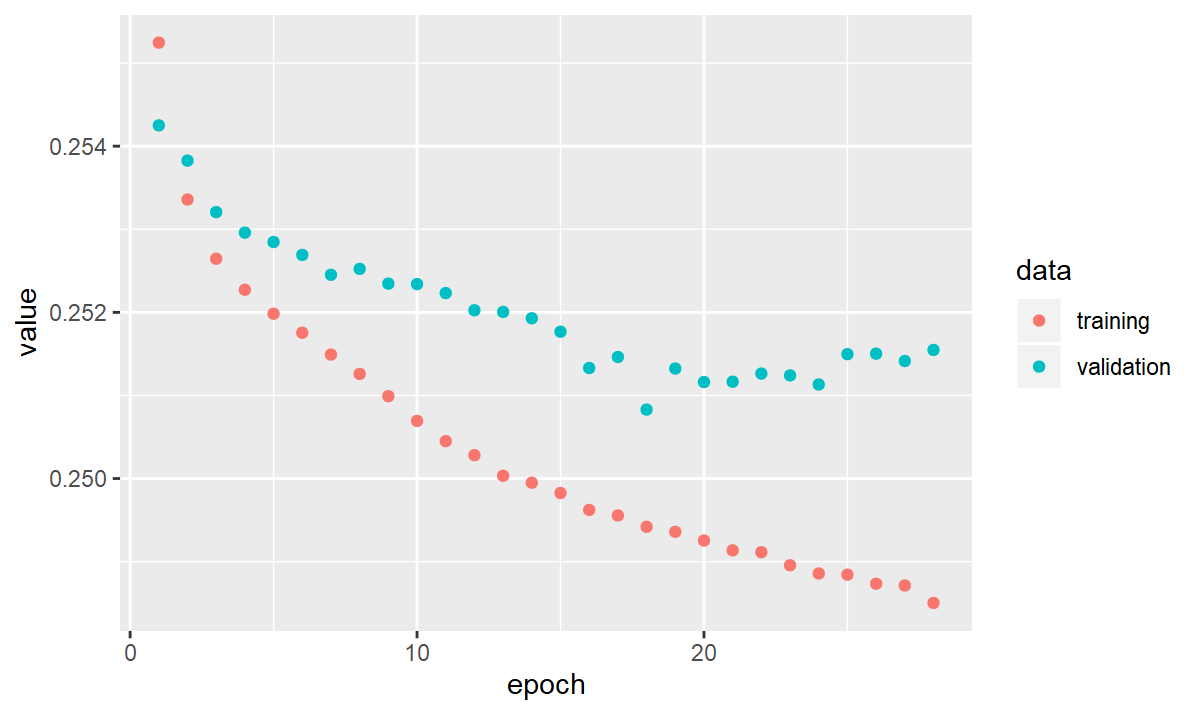 value
0.254
0.252
0.250
0
10
20
epoch
data
training
validation